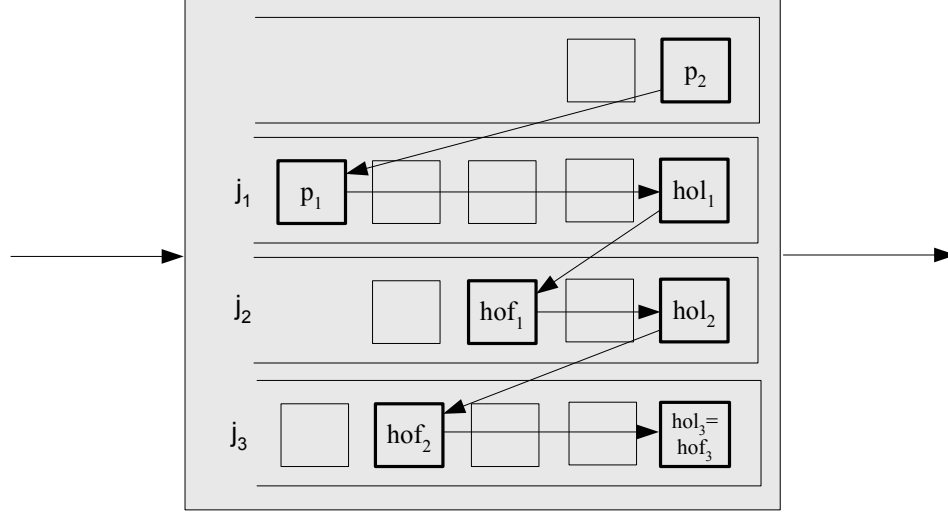 p₂
j₁ p₁ hol₁
j₂ hof₁ hol₂
j₃ hof₂ hol₃=
hof₃